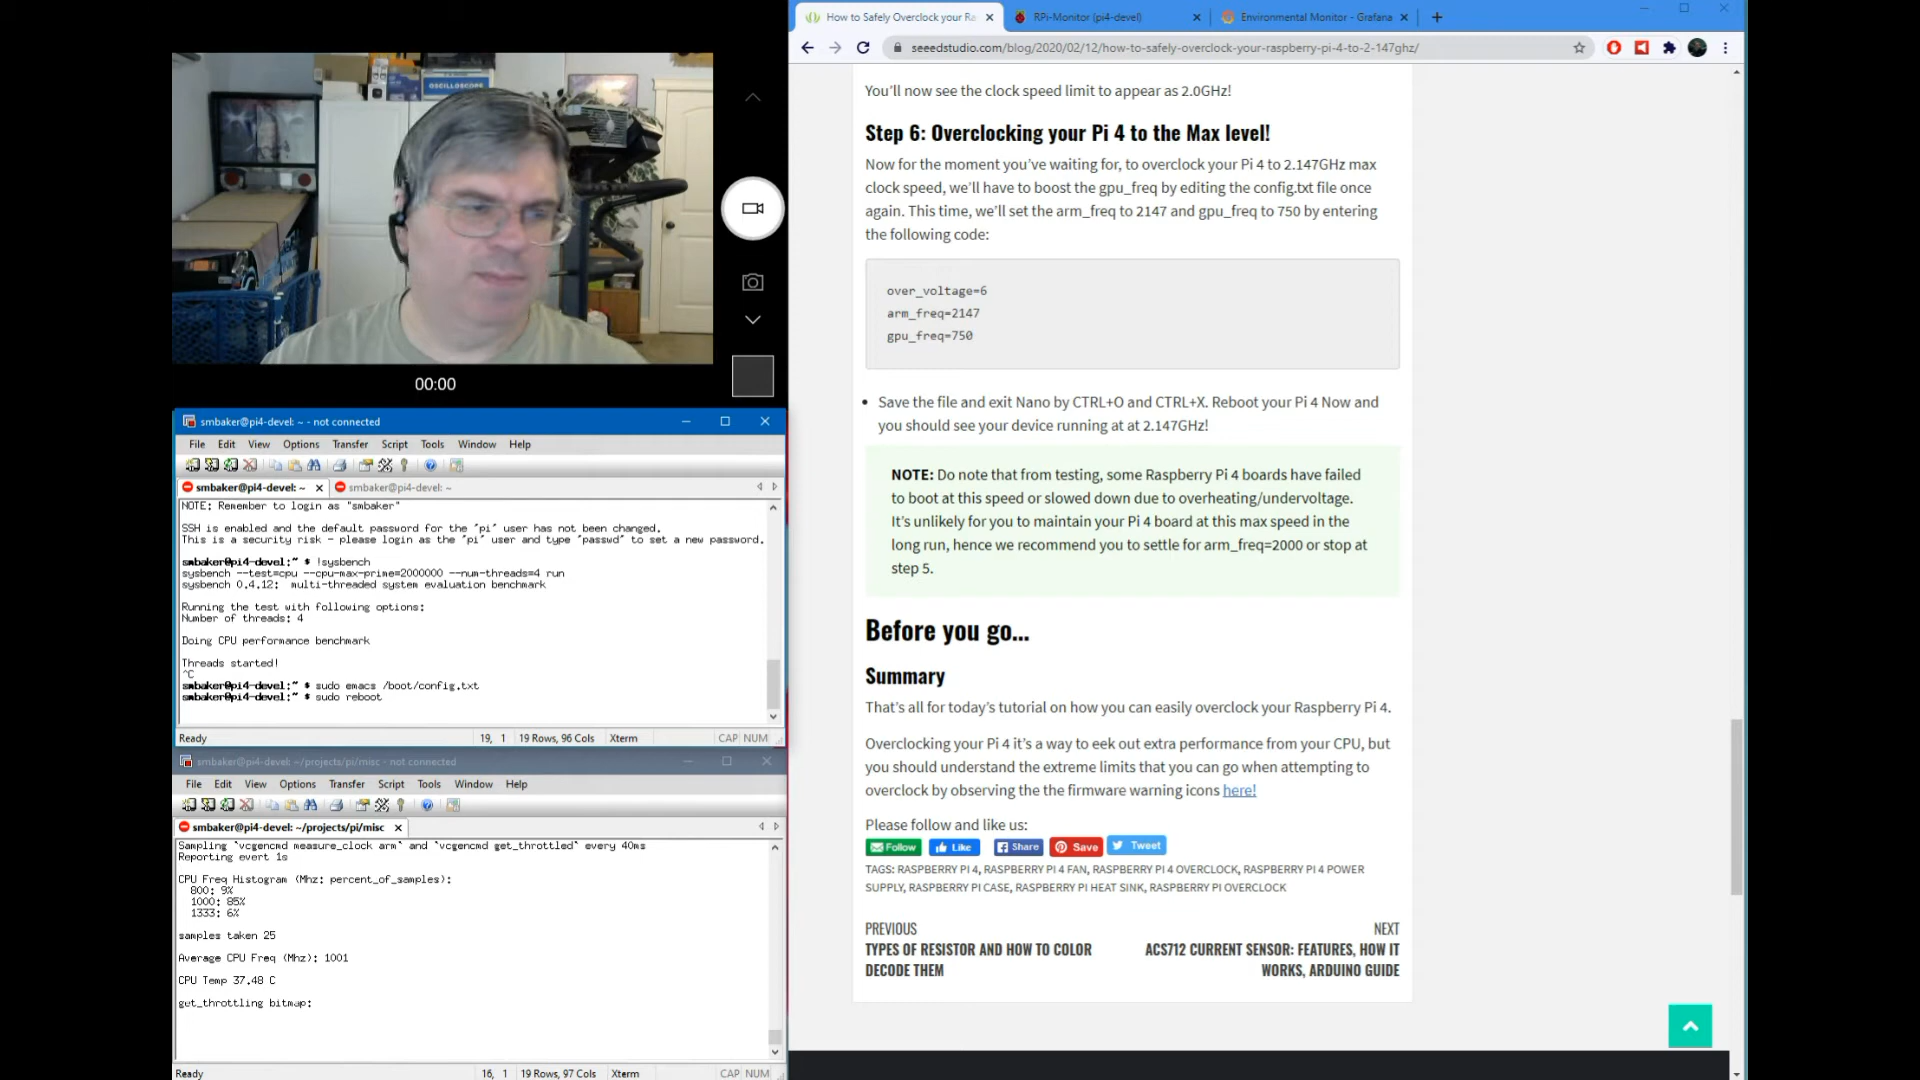 OSCILLOSCOPE
00:00
smbaker@pi4-devel: ~ - not connected
File Edit View Options Transfer Script Tools Window Help
smbaker@pi4-devel: ~ smbaker@pi4-devel: ~
NOTE: Remember to login as "smbaker"
SSH is enabled and the default password for the 'pi' user has not been changed.
This is a security risk - please login as the 'pi' user and type 'passwd' to set a new password.
smbaker@pi4-devel:~ $ !sysbench
sysbench --test=cpu --cpu-max-prime=2000000 --num-threads=4 run
sysbench 0.4.12: multi-threaded system evaluation benchmark
Running the test with following options:
Number of threads: 4
Doing CPU performance benchmark
Threads started!
^C
smbaker@pi4-devel:~ $ sudo emacs /boot/config.txt
smbaker@pi4-devel:~ $ sudo reboot
Ready 19, 1 19 Rows, 96 Cols Xterm CAP NUM
smbaker@pi4-devel: ~/projects/pi/misc - not connected
File Edit View Options Transfer Script Tools Window Help
smbaker@pi4-devel: ~/projects/pi/misc
Sampling `vcgencmd measure_clock arm` and `vcgencmd get_throttled` every 40ms
Reporting event 1s
CPU Freq Histogram (Mhz: percent_of_samples):
800: 9%
1000: 85%
1333: 6%
samples taken 25
Average CPU Freq (Mhz): 1001
CPU Temp 37.48 C
get_throttling bitmap:
Ready 16, 1 19 Rows, 97 Cols Xterm CAP NUM
How to Safely Overclock your Ra RPi-Monitor (pi4-devel) Environmental Monitor - Grafana
seeedstudio.com/blog/2020/02/12/how-to-safely-overclock-your-raspberry-pi-4-to-2-147ghz/
You'll now see the clock speed limit to appear as 2.0GHz!
Step 6: Overclocking your Pi 4 to the Max level!
Now for the moment you've waiting for, to overclock your Pi 4 to 2.147GHz max
clock speed, we'll have to boost the gpu_freq by editing the config.txt file once
again. This time, we'll set the arm_freq to 2147 and gpu_freq to 750 by entering
the following code:
over_voltage=6
arm_freq=2147
gpu_freq=750
• Save the file and exit Nano by CTRL+O and CTRL+X. Reboot your Pi 4 Now and
you should see your device running at at 2.147GHz!
NOTE: Do note that from testing, some Raspberry Pi 4 boards have failed
to boot at this speed or slowed down due to overheating/undervoltage.
It's unlikely for you to maintain your Pi 4 board at this max speed in the
long run, hence we recommend you to settle for arm_freq=2000 or stop at
step 5.
Before you go...
Summary
That's all for today's tutorial on how you can easily overclock your Raspberry Pi 4.
Overclocking your Pi 4 it's a way to eek out extra performance from your CPU, but
you should understand the extreme limits that you can go when attempting to
overclock by observing the the firmware warning icons here!
Please follow and like us:
Follow Like Share Save Tweet
TAGS: RASPBERRY PI 4, RASPBERRY PI 4 FAN, RASPBERRY PI 4 OVERCLOCK, RASPBERRY PI 4 POWER
SUPPLY, RASPBERRY PI CASE, RASPBERRY PI HEAT SINK, RASPBERRY PI OVERCLOCK
PREVIOUS NEXT
TYPES OF RESISTOR AND HOW TO COLOR ACS712 CURRENT SENSOR: FEATURES, HOW IT
DECODE THEM WORKS, ARDUINO GUIDE